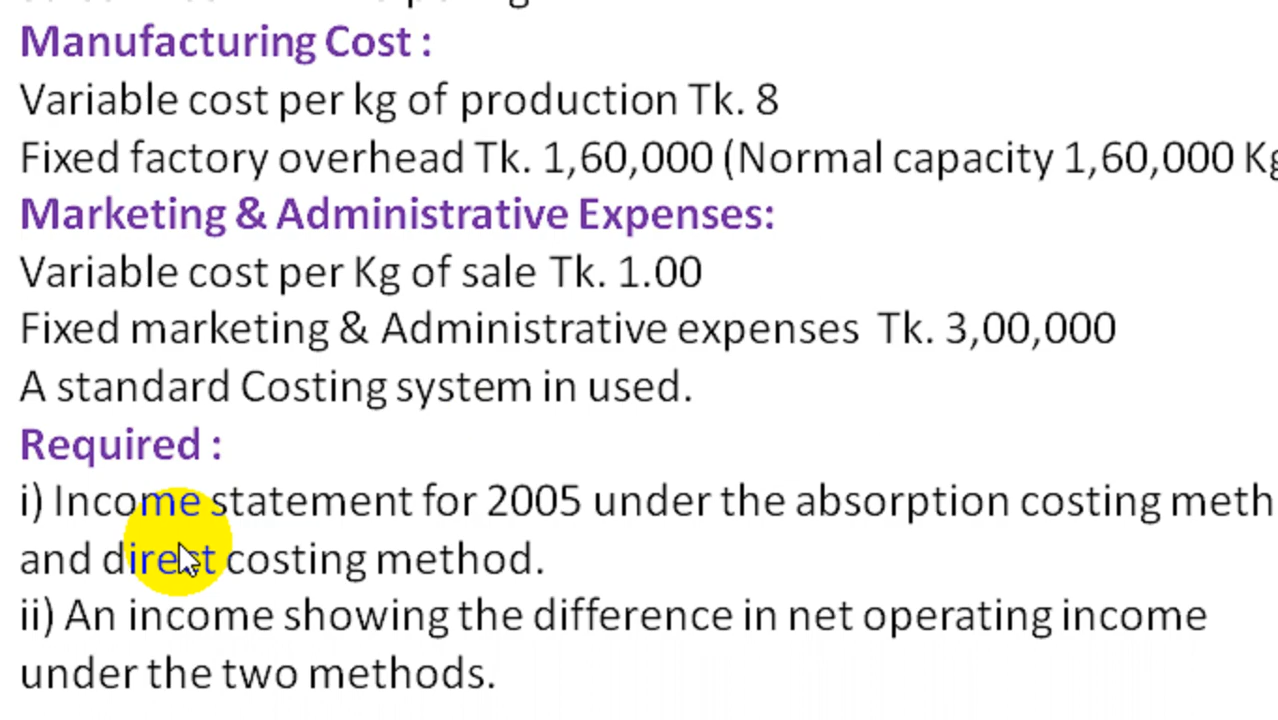 Manufacturing Cost :
Variable cost per kg of production Tk. 8
Fixed factory overhead Tk. 1,60,000 (Normal capacity 1,60,000 Kg
Marketing & Administrative Expenses:
Variable cost per Kg of sale Tk. 1.00
Fixed marketing & Administrative expenses Tk. 3,00,000
A standard Costing system in used.
Required :
i) Income statement for 2005 under the absorption costing meth
and direct costing method.
ii) An income showing the difference in net operating income
under the two methods.